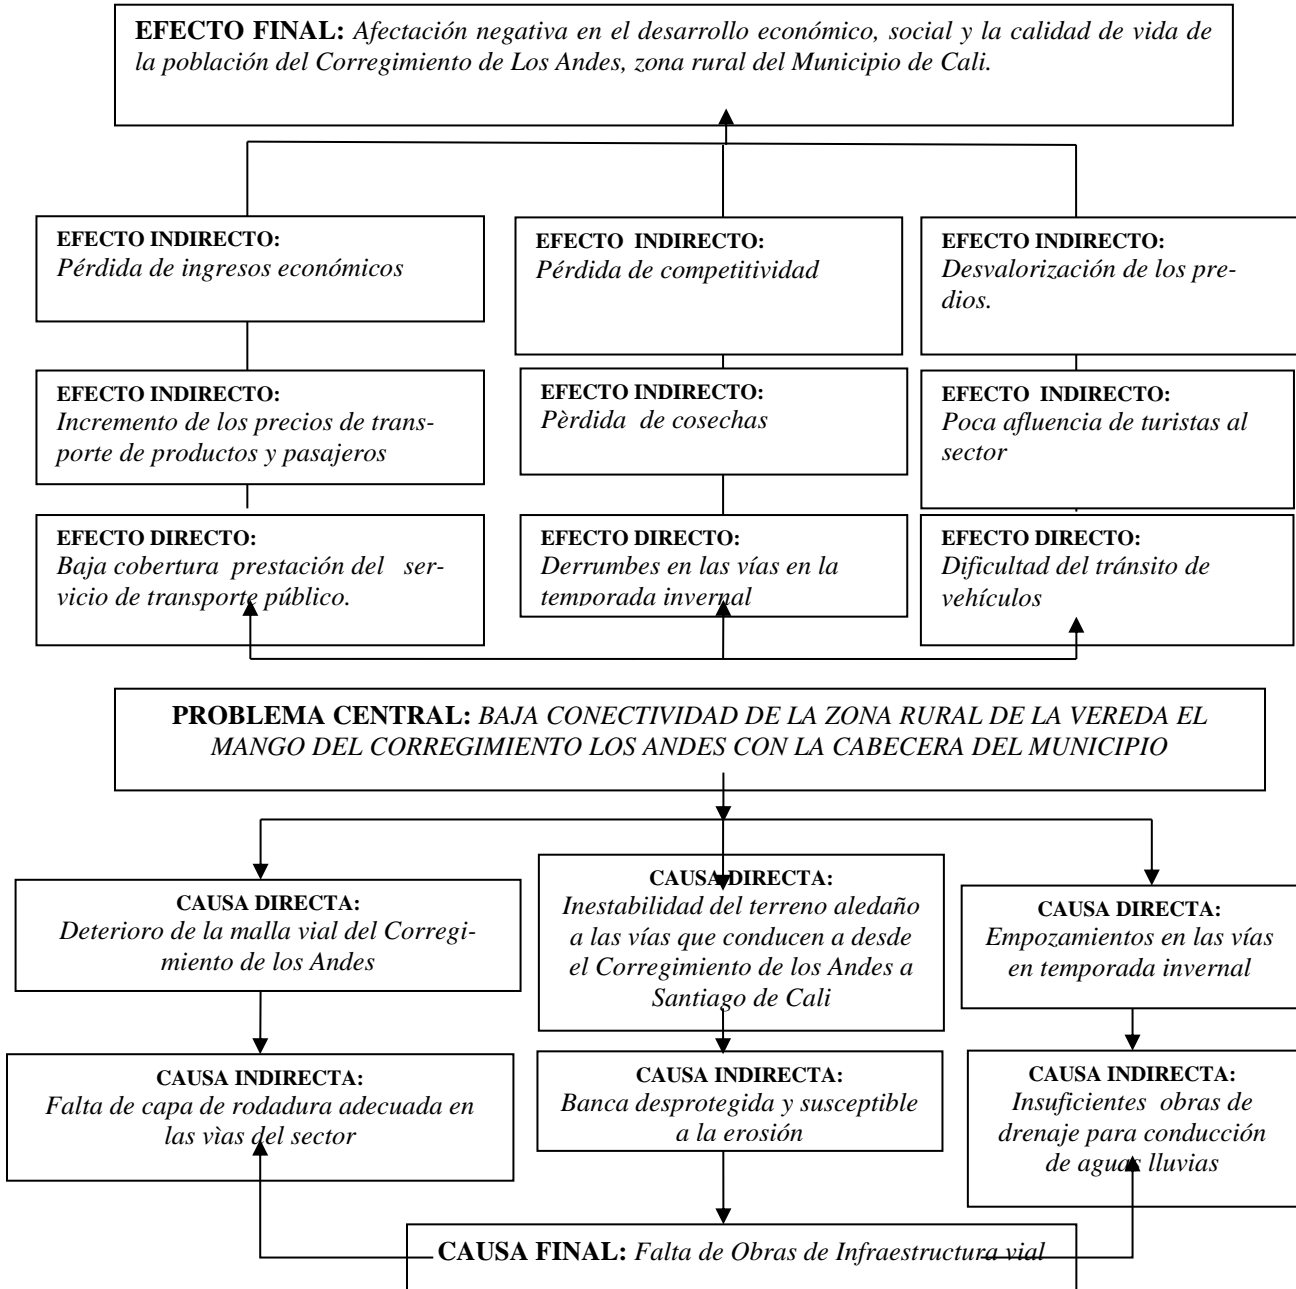 EFECTO FINAL: Afectación negativa en el desarrollo económico, social y la calidad de vida de
la población del Corregimiento de Los Andes, zona rural del Municipio de Cali.
EFECTO INDIRECTO:
Pérdida de ingresos económicos
EFECTO INDIRECTO:
Pérdida de competitividad
EFECTO INDIRECTO:
Desvalorización de los pre-
dios.
EFECTO INDIRECTO:
Incremento de los precios de trans-
porte de productos y pasajeros
EFECTO INDIRECTO:
Pèrdida de cosechas
EFECTO INDIRECTO:
Poca afluencia de turistas al
sector
EFECTO DIRECTO:
Baja cobertura prestación del ser-
vicio de transporte público.
EFECTO DIRECTO:
Derrumbes en las vías en la
temporada invernal
EFECTO DIRECTO:
Dificultad del tránsito de
vehículos
PROBLEMA CENTRAL: BAJA CONECTIVIDAD DE LA ZONA RURAL DE LA VEREDA EL
MANGO DEL CORREGIMIENTO LOS ANDES CON LA CABECERA DEL MUNICIPIO
CAUSA DIRECTA:
Deterioro de la malla vial del Corregi-
miento de los Andes
CAUSA DIRECTA:
Inestabilidad del terreno aledaño
a las vías que conducen a desde
el Corregimiento de los Andes a
Santiago de Cali
CAUSA DIRECTA:
Empozamientos en las vías
en temporada invernal
CAUSA INDIRECTA:
Falta de capa de rodadura adecuada en
las vìas del sector
CAUSA INDIRECTA:
Banca desprotegida y susceptible
a la erosión
CAUSA INDIRECTA:
Insuficientes obras de
drenaje para conducción
de aguas lluvias
CAUSA FINAL: Falta de Obras de Infraestructura vial